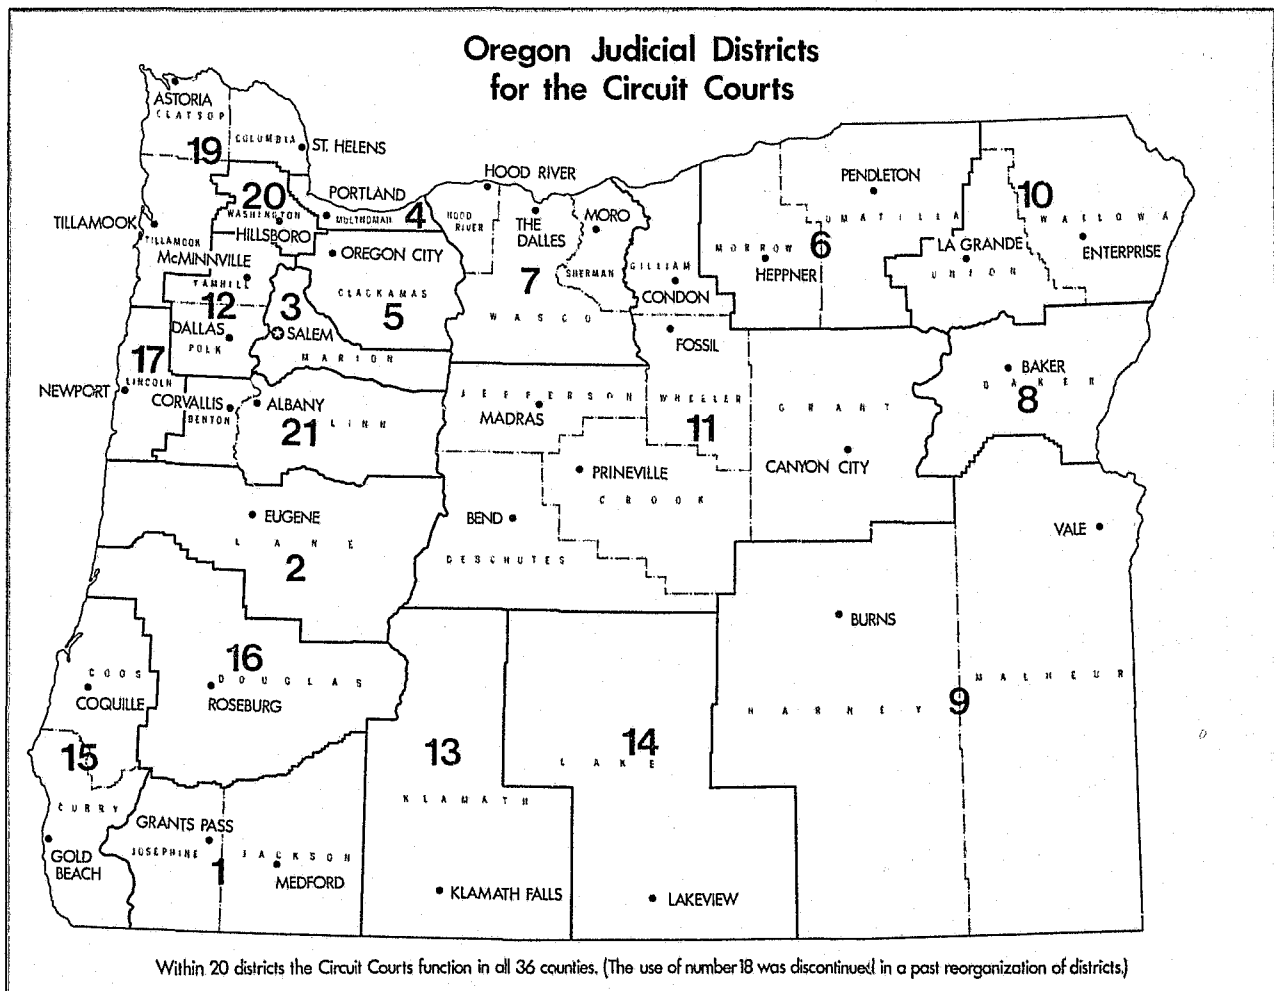 Oregon Judicial Districts
for the Circuit Courts
ASTORIA
CLATSOP
COLUMBIA
ST. HELENS
19
HOOD RIVER
PORTLAND
20
WASHINGTON
MULTNOMAH
4
HOOD
RIVER
THE
DALLES
MORO
PENDLETON
10
UMATILLA
WALLOWA
TILLAMOOK
TILLAMOOK
HILLSBORO
OREGON CITY
McMINNVILLE
YAMHILL
7
SHERMAN
GILLIAM
CONDON
MORROW
HEPPNER
6
LA GRANDE
UNION
ENTERPRISE
12
3
CLACKAMAS
5
WASCO
DALLAS
POLK
SALEM
MARION
FOSSIL
17
LINCOLN
NEWPORT
CORVALLIS
BENTON
ALBANY
21
LINN
JEFFERSON
MADRAS
WHEELER
11
GRANT
BAKER
BAKER
8
PRINEVILLE
CROOK
CANYON CITY
EUGENE
LANE
2
BEND
DESCHUTES
VALE
BURNS
16
DOUGLAS
ROSEBURG
COOS
COQUILLE
MALHEUR
HARNEY
9
15
CURRY
13
KLAMATH
14
LAKE
GRANTS PASS
JOSEPHINE
1
JACKSON
MEDFORD
GOLD
BEACH
KLAMATH FALLS
LAKEVIEW
Within 20 districts the Circuit Courts function in all 36 counties. (The use of number 18 was discontinued in a past reorganization of districts.)